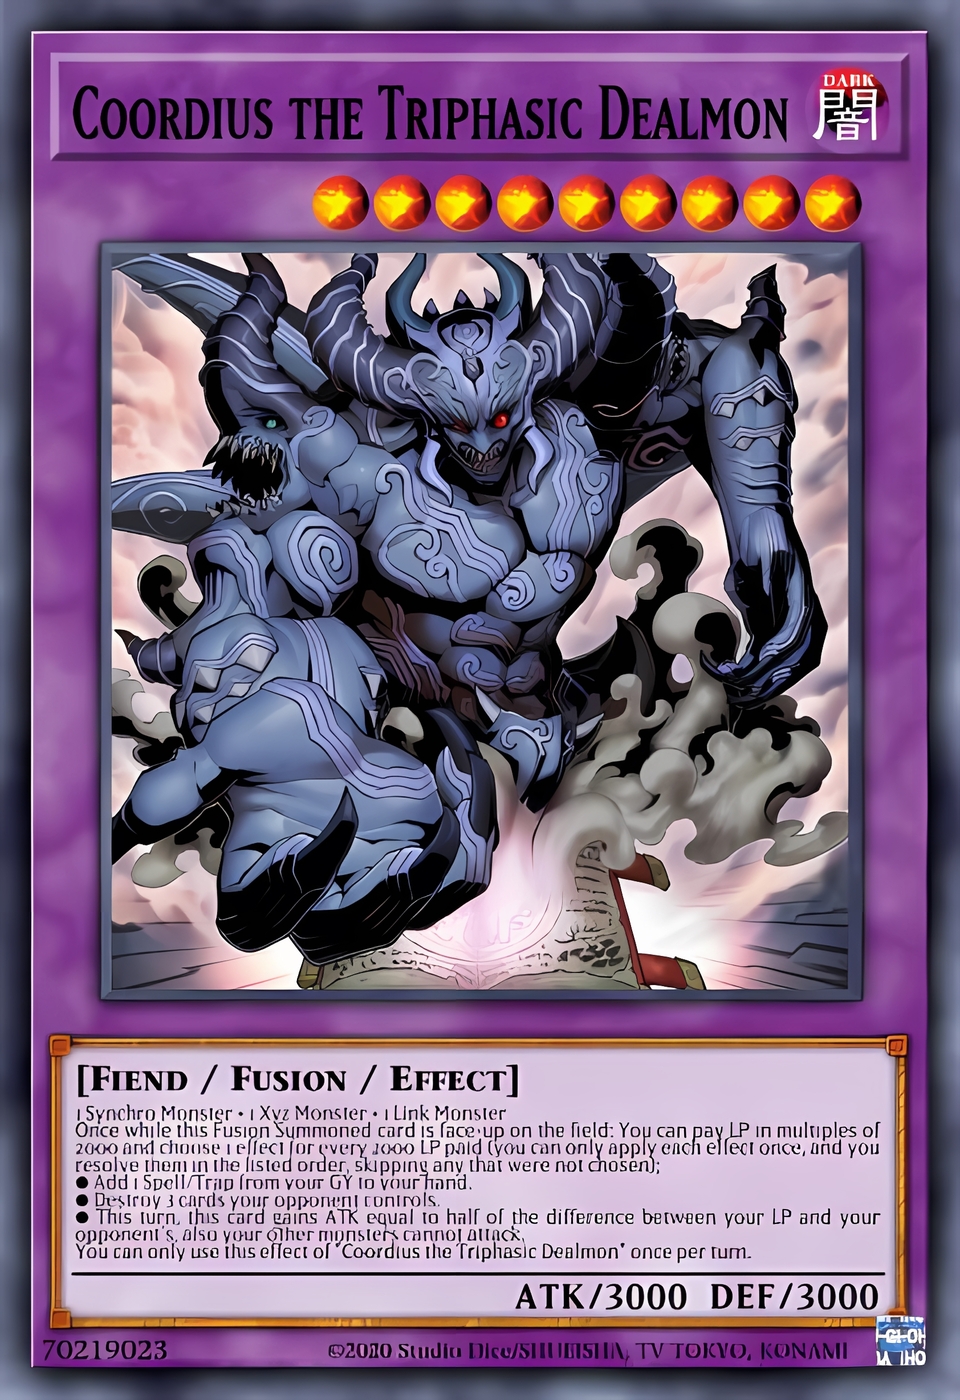 COORDIUS THE TRIPHASIC DEALMON
DARK
闇
[FIEND / FUSION / EFFECT]
1 Synchro Monster + 1 Xyz Monster + 1 Link Monster
Once while this Fusion Summoned card is face-up on the field: You can pay LP in multiples of
2000 and choose 1 effect for every 2000 LP paid (you can only apply each effect once, and you
resolve them in the listed order, skipping any that were not chosen);
● Add 1 Spell/Trap from your GY to your hand.
● Destroy 3 cards your opponent controls.
● This turn, this card gains ATK equal to half of the difference between your LP and your
opponent's, also your other monsters cannot attack.
You can only use this effect of "Coordius the Triphasic Dealmon" once per turn.
ATK/3000 DEF/3000
70219023
©2020 Studio Dice/SHUEISHA, TV TOKYO, KONAMI